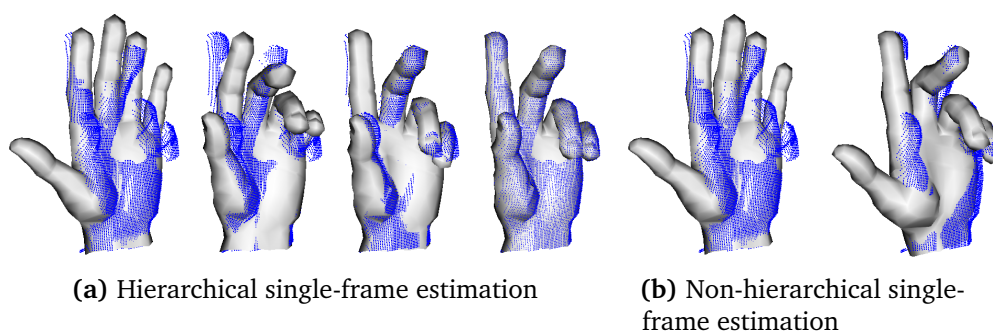 (a) Hierarchical single-frame estimation
(b) Non-hierarchical single-
frame estimation